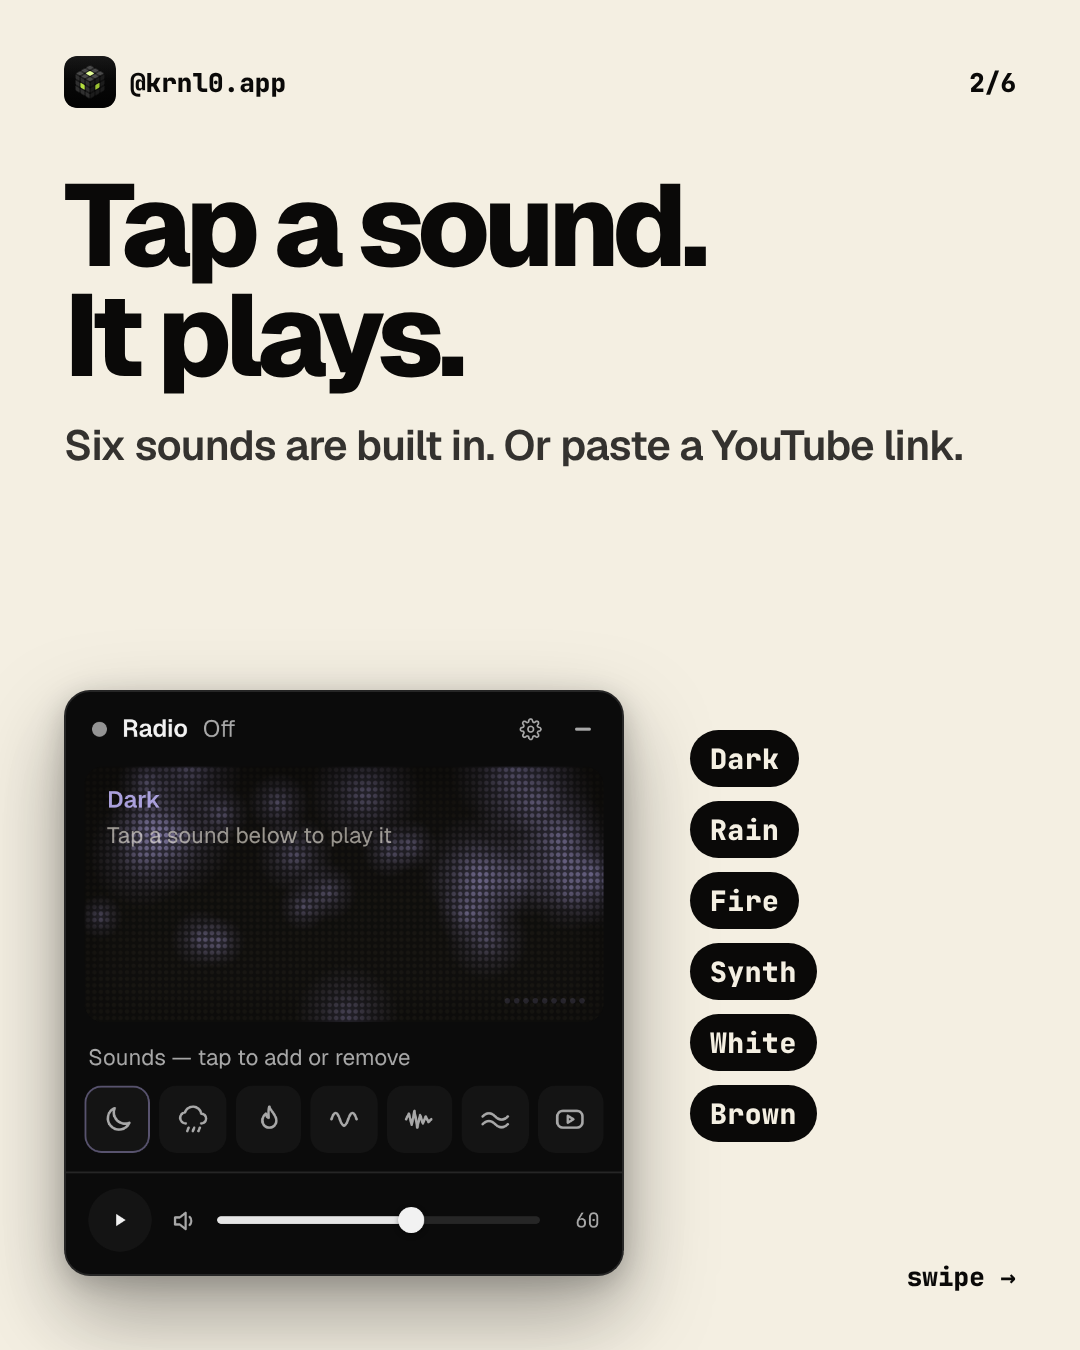 @krnl0.app
2/6
Tap a sound.
It plays.
Six sounds are built in. Or paste a YouTube link.
Radio Off
Dark
Tap a sound below to play it
Sounds — tap to add or remove
60
Dark
Rain
Fire
Synth
White
Brown
swipe →